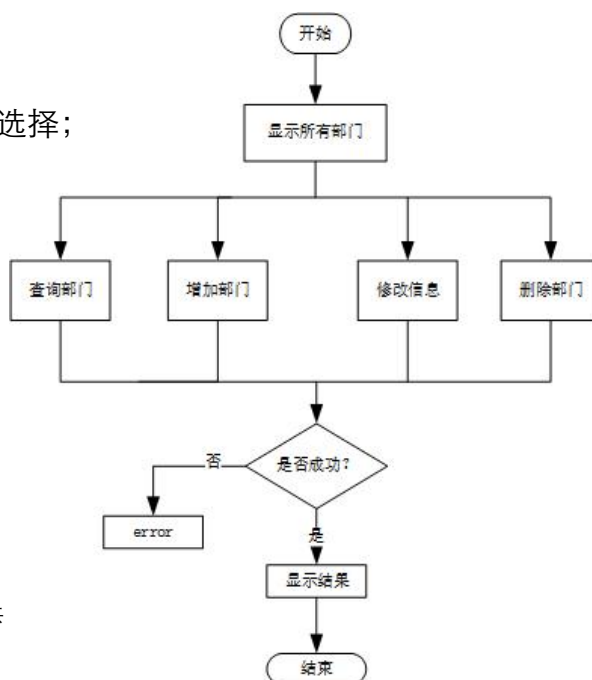 开始
选择;
显示所有部门
查询部门
增加部门
修改信息
删除部门
否
是否成功?
error
是
显示结果
结束